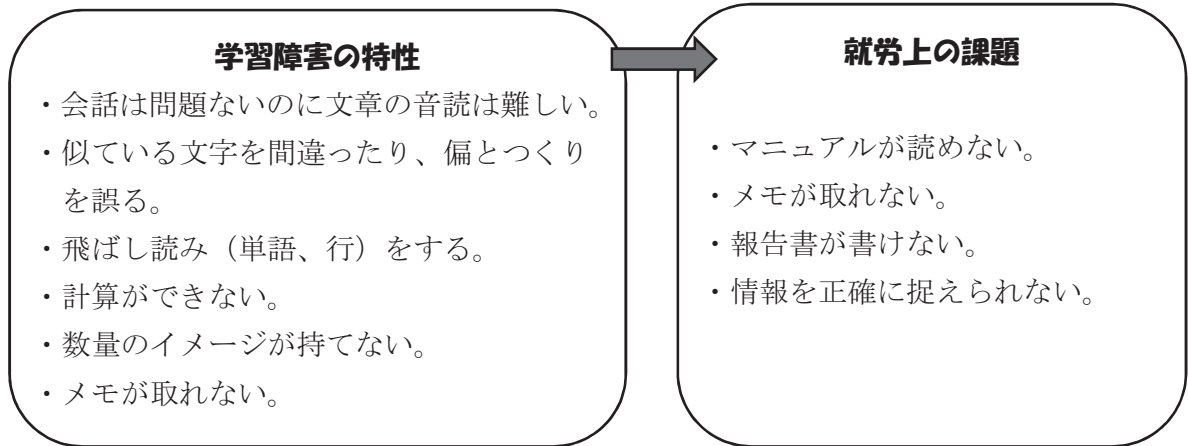 学習障害の特性
・会話は問題ないのに文章の音読は難しい。
・似ている文字を間違ったり、偏とつくり
を誤る。
・飛ばし読み（単語、行）をする。
・計算ができない。
・数量のイメージが持てない。
・メモが取れない。
就労上の課題
・マニュアルが読めない。
・メモが取れない。
・報告書が書けない。
・情報を正確に捉えられない。